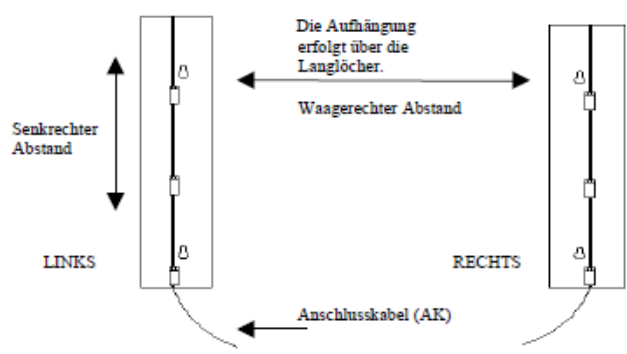 Die Aufhängung
erfolgt über die
Langlöcher.
Waagerechter Abstand
Senkrechter
Abstand
LINKS
RECHTS
Anschlusskabel (AK)